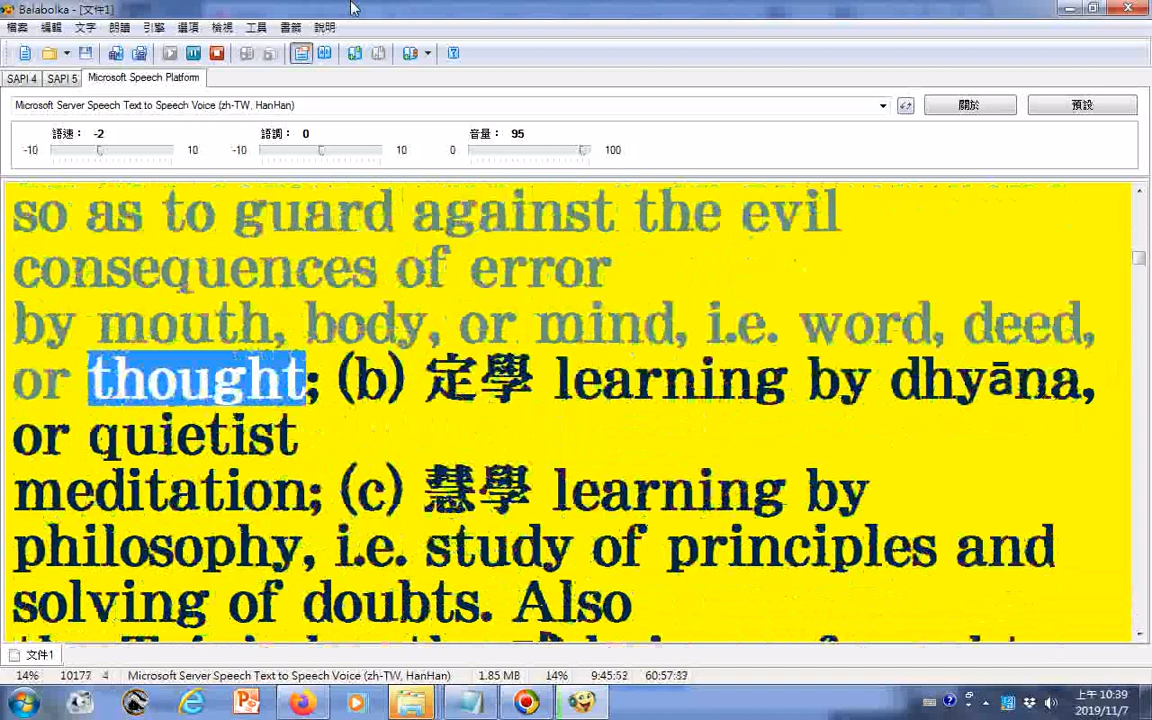 Balabolka - [文件1]
檔案 編輯 文字 朗讀 引擎 選項 檢視 工具 書籤 說明
SAPI 4 SAPI 5 Microsoft Speech Platform
Microsoft Server Speech Text to Speech Voice (zh-TW, HanHan) 關於 預設
語速： -2 語調： 0 音量： 95
-10 10 -10 10 0 100
so as to guard against the evil
consequences of error
by mouth, body, or mind, i.e. word, deed,
or thought; (b) 定學 learning by dhyāna,
or quietist
meditation; (c) 慧學 learning by
philosophy, i.e. study of principles and
solving of doubts. Also
文件1
14% 10177 4 Microsoft Server Speech Text to Speech Voice (zh-TW, HanHan) 1.85 MB 14% 9:45:53 60:57:39
上午 10:39
2019/11/7